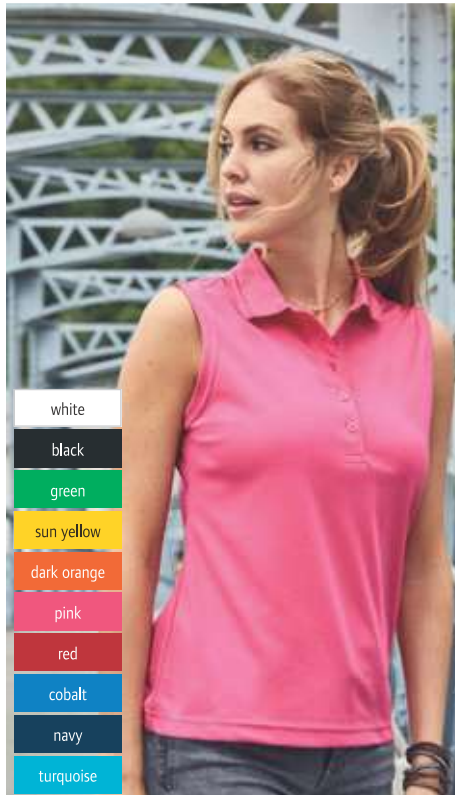 white
black
green
sun yellow
dark orange
pink
red
cobalt
navy
turquoise